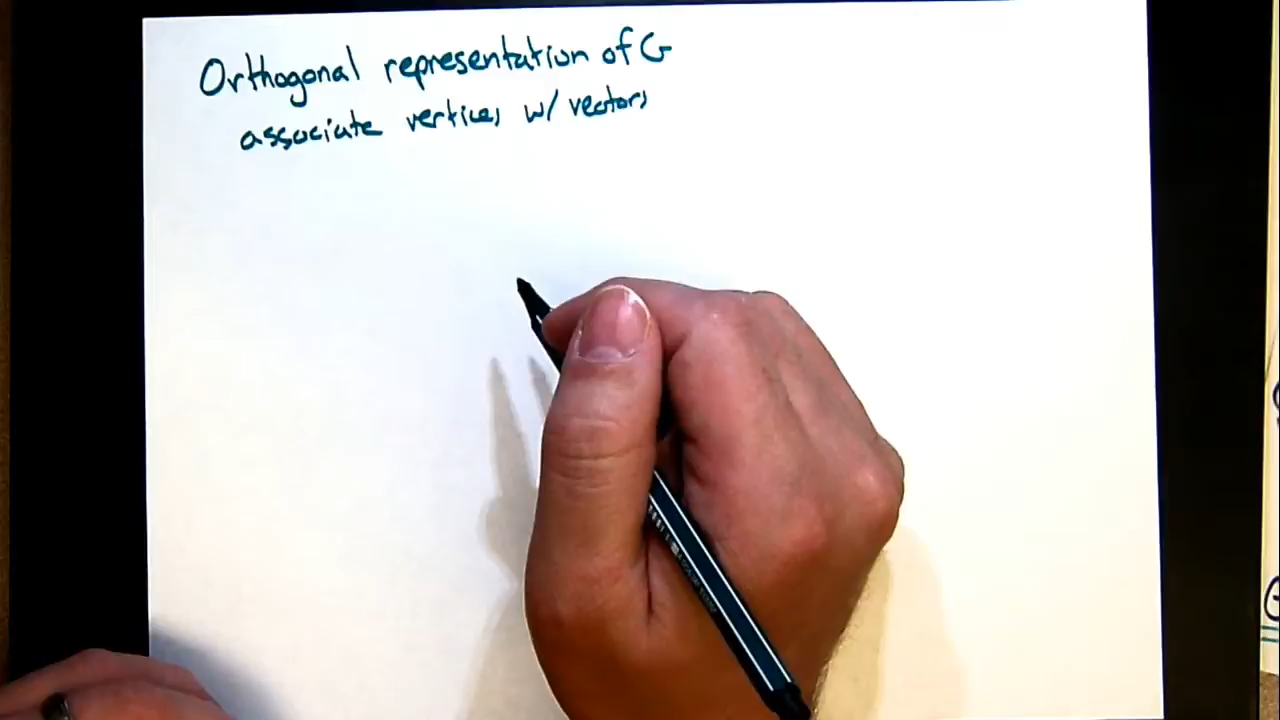 Orthogonal representation of G
associate vertices w/ vectors